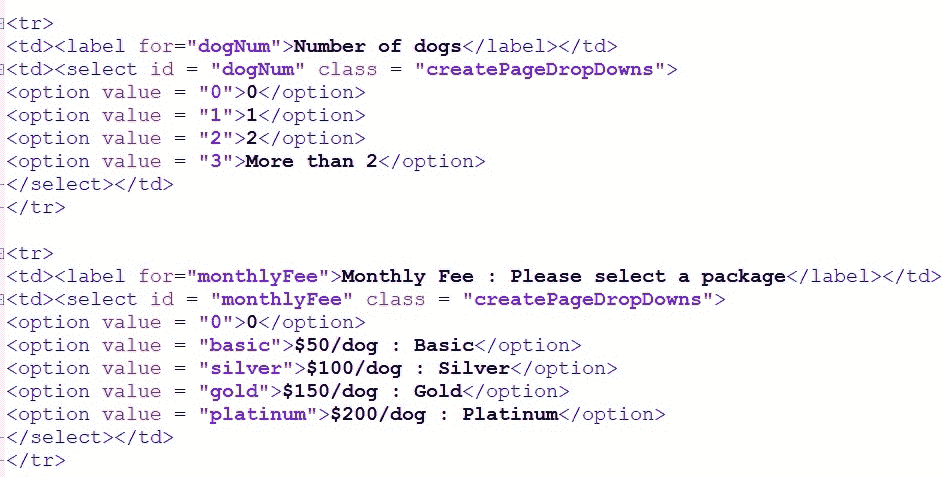 <tr>
<td><label for="dogNum">Number of dogs</label></td>
<td><select id = "dogNum" class = "createPageDropDowns">
<option value = "0">0</option>
<option value = "1">1</option>
<option value = "2">2</option>
<option value = "3">More than 2</option>
</select></td>
</tr>
<tr>
<td><label for="monthlyFee">Monthly Fee : Please select a package</label></td>
<td><select id = "monthlyFee" class = "createPageDropDowns">
<option value = "0">0</option>
<option value = "basic">$50/dog : Basic</option>
<option value = "silver">$100/dog : Silver</option>
<option value = "gold">$150/dog : Gold</option>
<option value = "platinum">$200/dog : Platinum</option>
</select></td>
</tr>